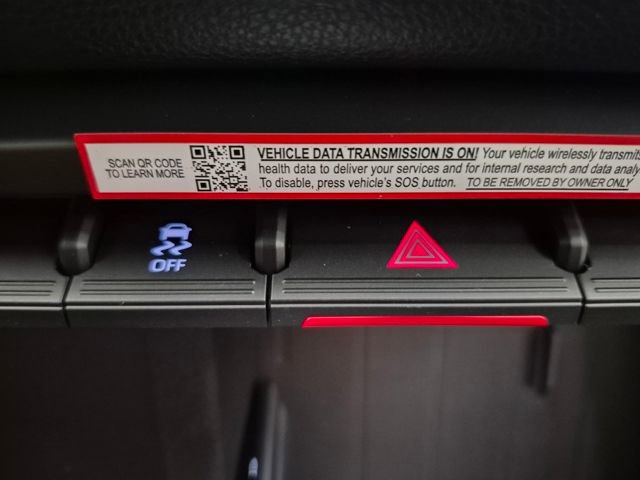 SCAN QR CODE
TO LEARN MORE
VEHICLE DATA TRANSMISSION IS ON! Your vehicle wirelessly transmits
health data to deliver your services and for internal research and data analy
To disable, press vehicle's SOS button. TO BE REMOVED BY OWNER ONLY
OFF